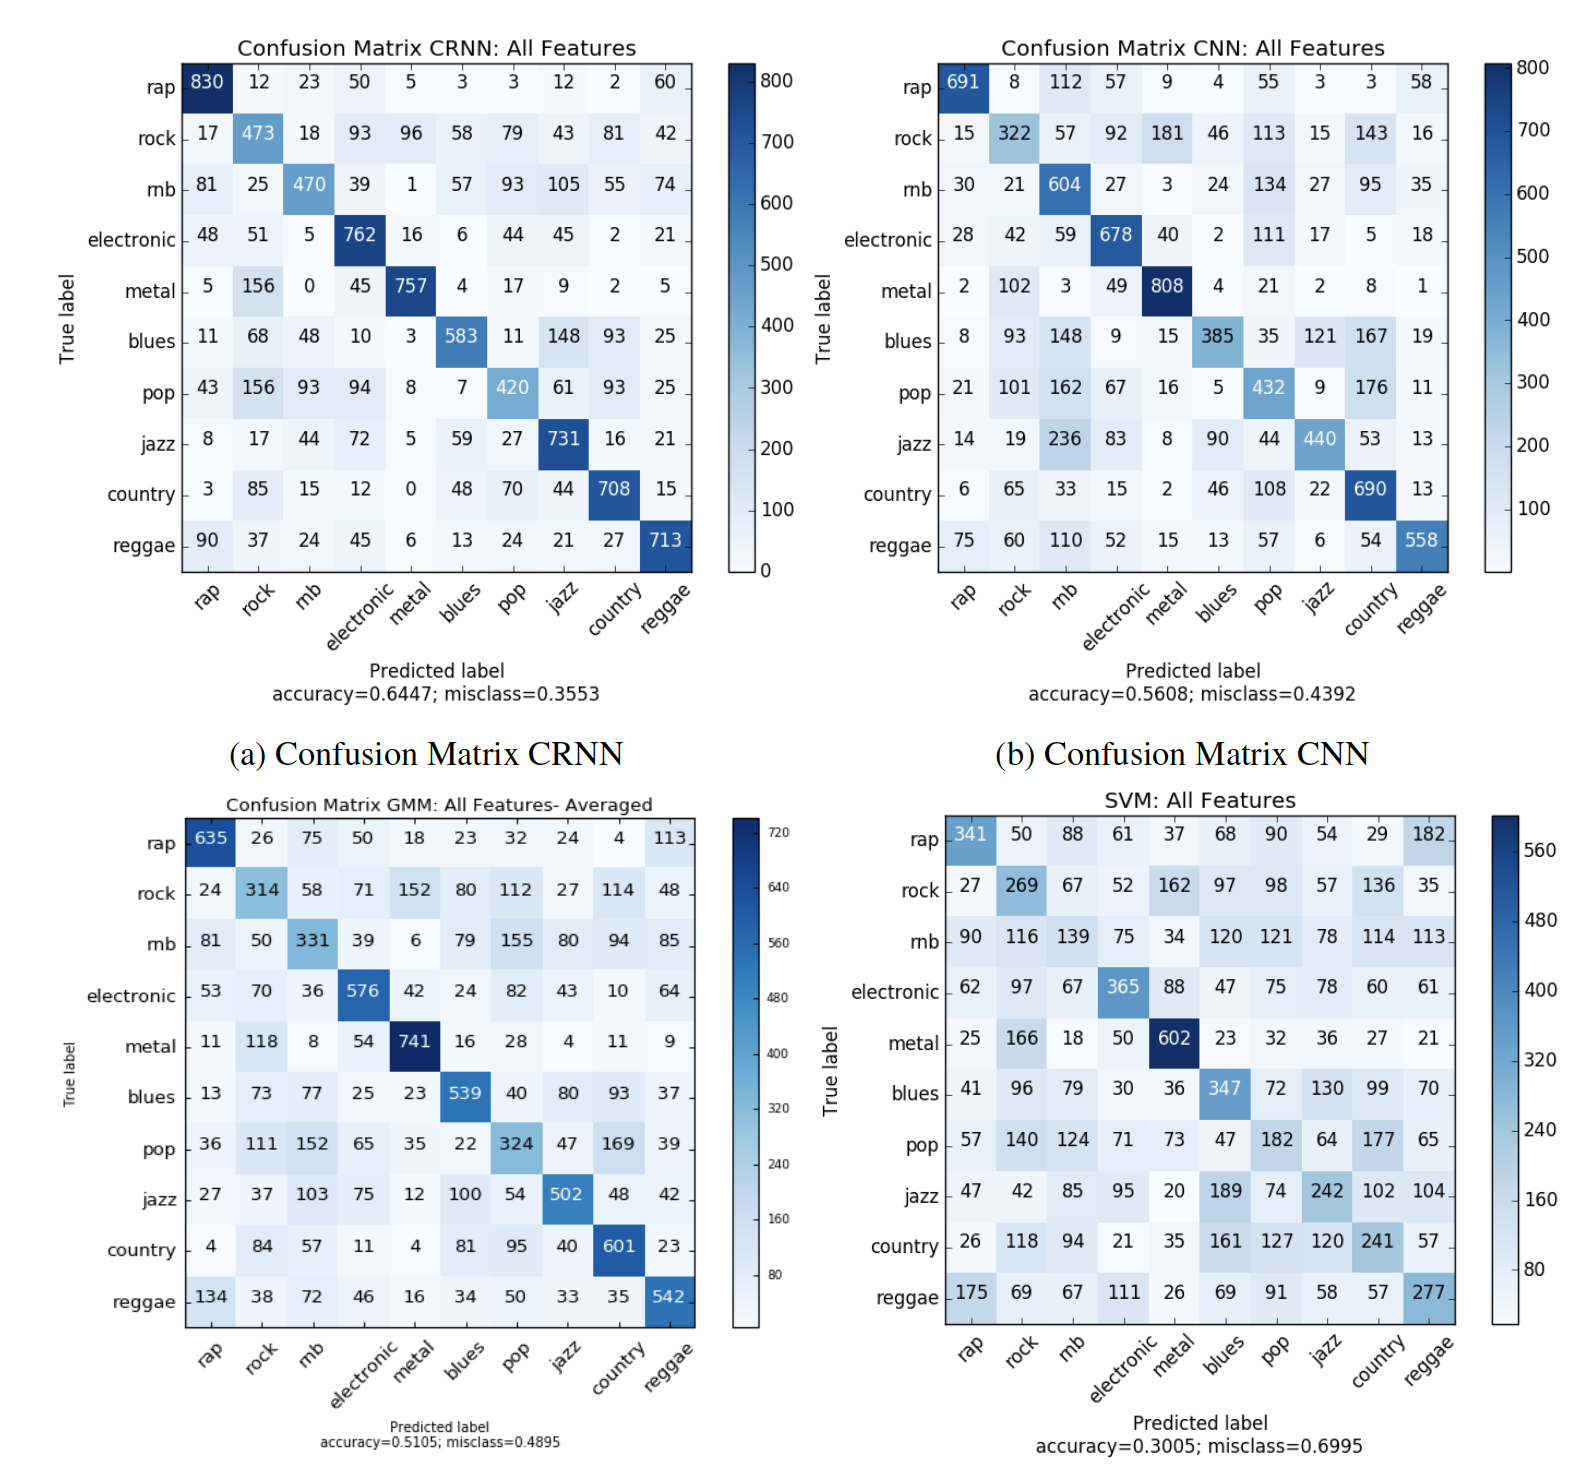 Confusion Matrix CRNN: All Features
rap 830 12 23 50 5 3 3 12 2 60
rock 17 473 18 93 96 58 79 43 81 42
rnb 81 25 470 39 1 57 93 105 55 74
electronic 48 51 5 762 16 6 44 45 2 21
metal 5 156 0 45 757 4 17 9 2 5
blues 11 68 48 10 3 583 11 148 93 25
pop 43 156 93 94 8 7 420 61 93 25
jazz 8 17 44 72 5 59 27 731 16 21
country 3 85 15 12 0 48 70 44 708 15
reggae 90 37 24 45 6 13 24 21 27 713
True label
rap rock rnb electronic metal blues pop jazz country reggae
Predicted label
accuracy=0.6447; misclass=0.3553
800
700
600
500
400
300
200
100
0
(a) Confusion Matrix CRNN
Confusion Matrix CNN: All Features
rap 691 8 112 57 9 4 55 3 3 58
rock 15 322 57 92 181 46 113 15 143 16
rnb 30 21 604 27 3 24 134 27 95 35
electronic 28 42 59 678 40 2 111 17 5 18
metal 2 102 3 49 808 4 21 2 8 1
blues 8 93 148 9 15 385 35 121 167 19
pop 21 101 162 67 16 5 432 9 176 11
jazz 14 19 236 83 8 90 44 440 53 13
country 6 65 33 15 2 46 108 22 690 13
reggae 75 60 110 52 15 13 57 6 54 558
True label
rap rock rnb electronic metal blues pop jazz country reggae
Predicted label
accuracy=0.5608; misclass=0.4392
800
700
600
500
400
300
200
100
(b) Confusion Matrix CNN
Confusion Matrix GMM: All Features- Averaged
rap 635 26 75 50 18 23 32 24 4 113
rock 24 314 58 71 152 80 112 27 114 48
rnb 81 50 331 39 6 79 155 80 94 85
electronic 53 70 36 576 42 24 82 43 10 64
metal 11 118 8 54 741 16 28 4 11 9
blues 13 73 77 25 23 539 40 80 93 37
pop 36 111 152 65 35 22 324 47 169 39
jazz 27 37 103 75 12 100 54 502 48 42
country 4 84 57 11 4 81 95 40 601 23
reggae 134 38 72 46 16 34 50 33 35 542
True label
rap rock rnb electronic metal blues pop jazz country reggae
Predicted label
accuracy=0.5105; misclass=0.4895
720
640
560
480
400
320
240
160
80
SVM: All Features
rap 341 50 88 61 37 68 90 54 29 182
rock 27 269 67 52 162 97 98 57 136 35
rnb 90 116 139 75 34 120 121 78 114 113
electronic 62 97 67 365 88 47 75 78 60 61
metal 25 166 18 50 602 23 32 36 27 21
blues 41 96 79 30 36 347 72 130 99 70
pop 57 140 124 71 73 47 182 64 177 65
jazz 47 42 85 95 20 189 74 242 102 104
country 26 118 94 21 35 161 127 120 241 57
reggae 175 69 67 111 26 69 91 58 57 277
True label
rap rock rnb electronic metal blues pop jazz country reggae
Predicted label
accuracy=0.3005; misclass=0.6995
560
480
400
320
240
160
80